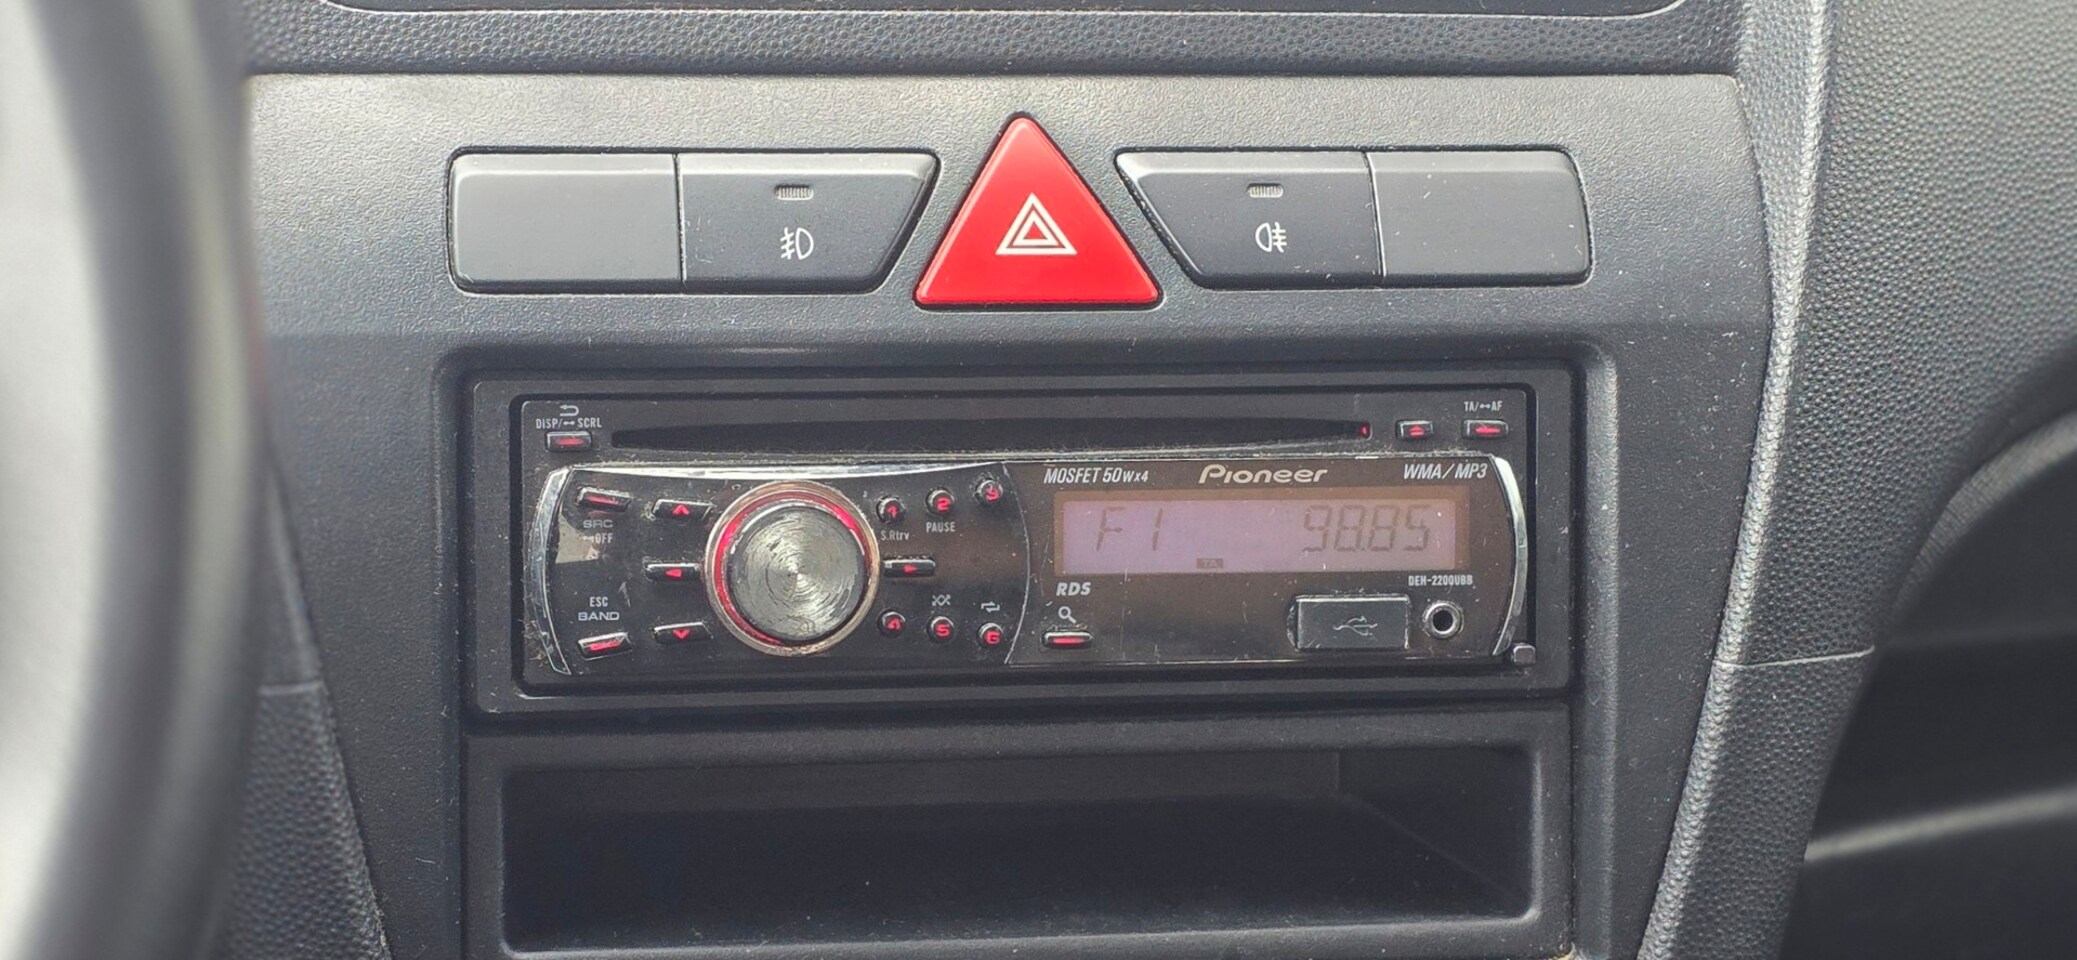 DISP/ SCRL
TA/ AF
MOSFET 50Wx4 Pioneer WMA/MP3
SRC
OFF
1 2 3
S.Rtrv PAUSE
F1 98.85
TA
RDS
DEH-2200UBB
ESC
BAND
4 5 6